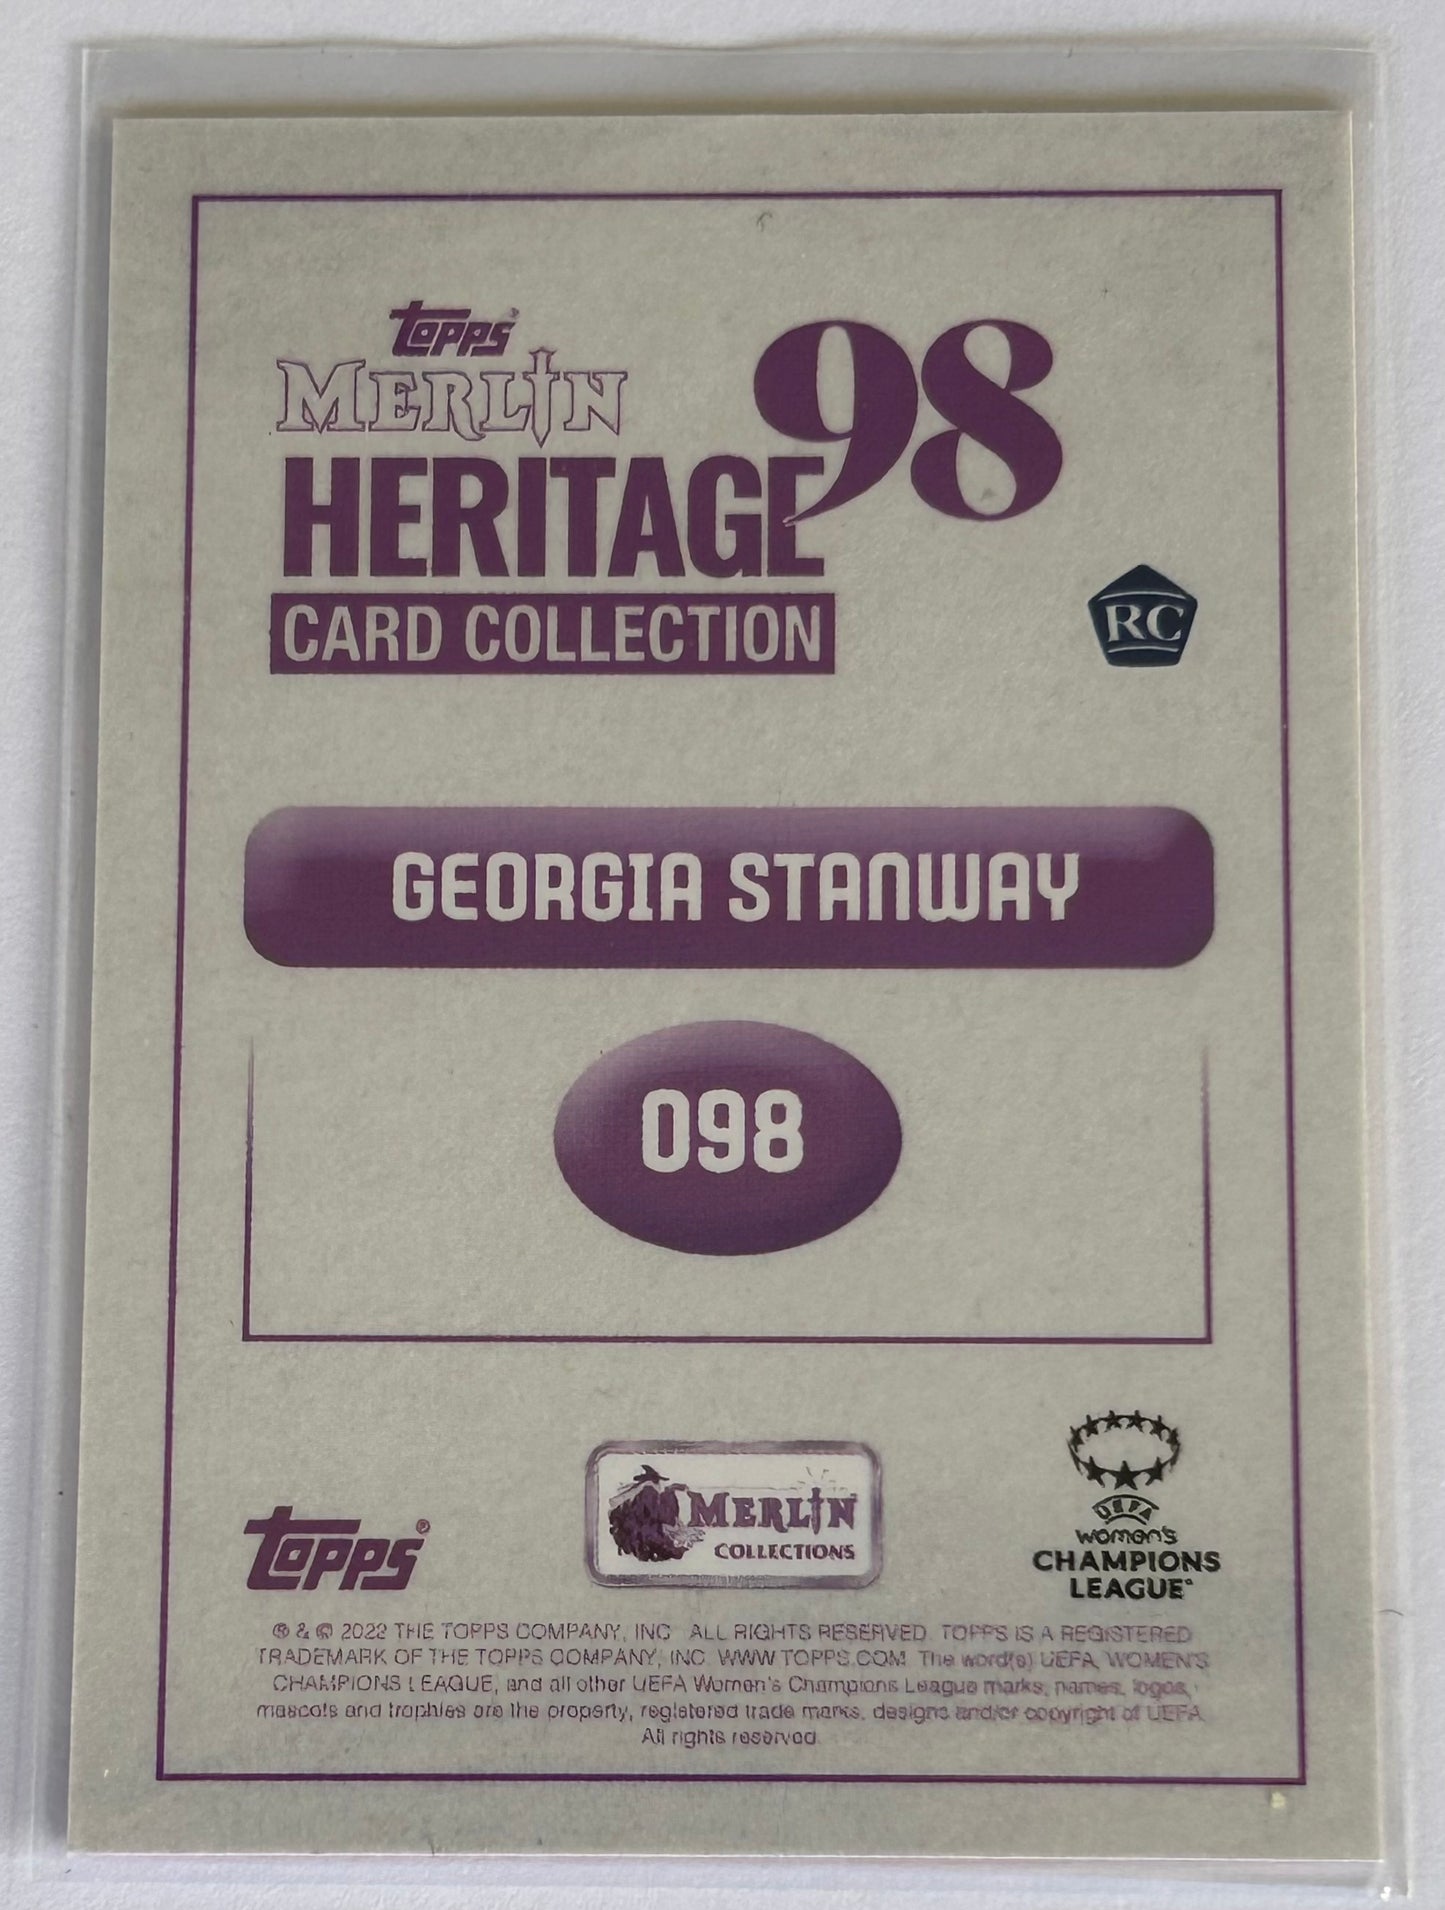 TOPPS
MERLIN
HERITAGE 98
CARD COLLECTION
RC
GEORGIA STANWAY
098
TOPPS®
MERLIN
COLLECTIONS
UEFA
WOMEN'S
CHAMPIONS
LEAGUE
® & © 2022 THE TOPPS COMPANY, INC. ALL RIGHTS RESERVED. TOPPS IS A REGISTERED
TRADEMARK OF THE TOPPS COMPANY, INC. WWW.TOPPS.COM. The word(s) UEFA, WOMEN'S
CHAMPIONS LEAGUE, and all other UEFA Women's Champions League marks, names, logos,
mascots and trophies are the property, registered trade marks, designs and/or copyright of UEFA.
All rights reserved.